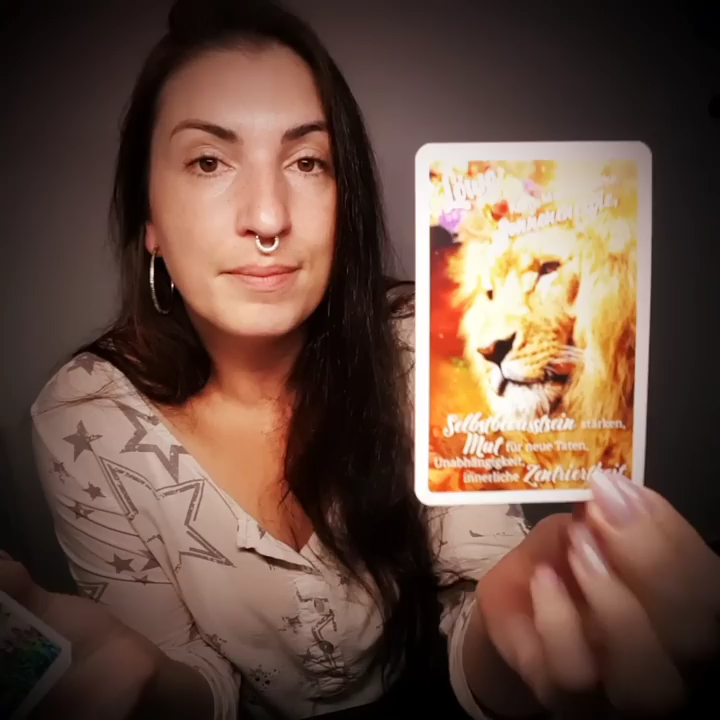 Löwe,
Selbstbewusstsein stärken,
Mut für neue Taten,
Unabhängigkeit,
innerliche Zentriertheit